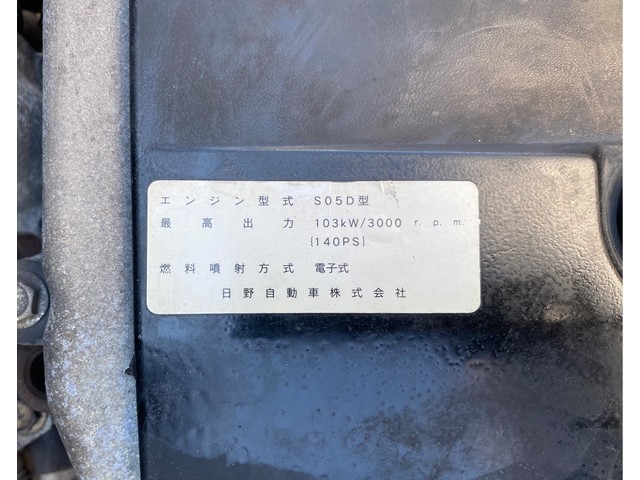 エンジン型式 S05D型
最高出力 103kW/3000 r.p.m.
[140PS]
燃料噴射方式 電子式
日野自動車株式会社